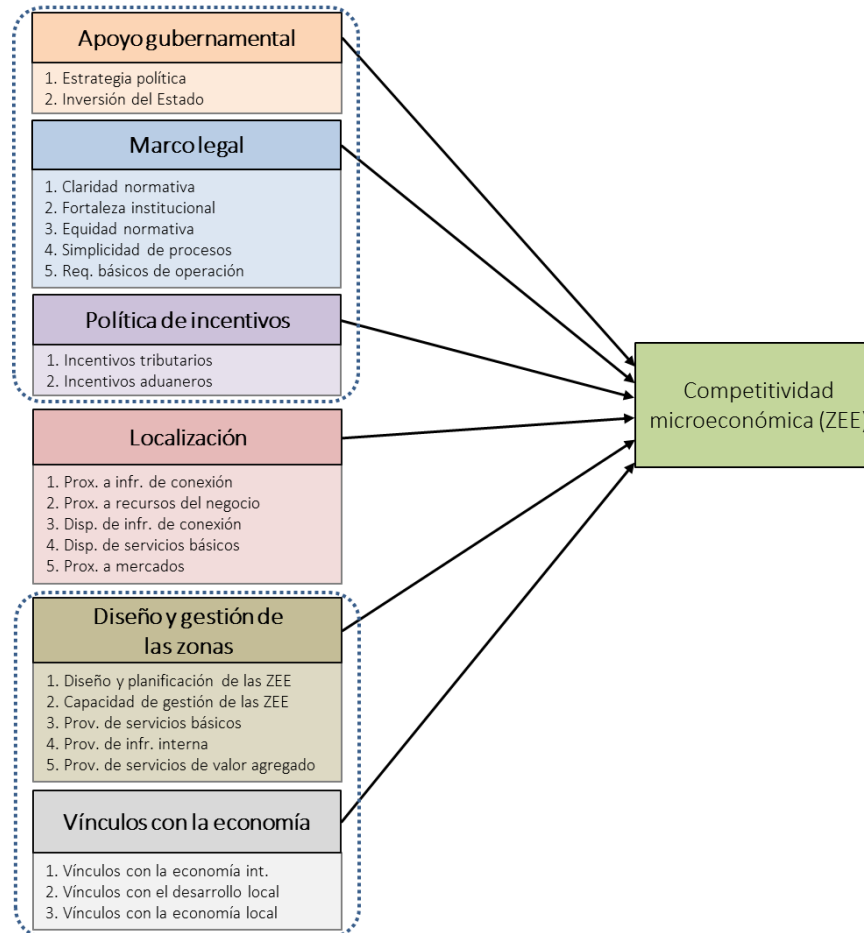 Apoyo gubernamental
1. Estrategia política
2. Inversión del Estado
Marco legal
1. Claridad normativa
2. Fortaleza institucional
3. Equidad normativa
4. Simplicidad de procesos
5. Req. básicos de operación
Política de incentivos
1. Incentivos tributarios
2. Incentivos aduaneros
Localización
1. Prox. a infr. de conexión
2. Prox. a recursos del negocio
3. Disp. de infr. de conexión
4. Disp. de servicios básicos
5. Prox. a mercados
Diseño y gestión de
las zonas
1. Diseño y planificación de las ZEE
2. Capacidad de gestión de las ZEE
3. Prov. de servicios básicos
4. Prov. de infr. interna
5. Prov. de servicios de valor agregado
Vínculos con la economía
1. Vínculos con la economía int.
2. Vínculos con el desarrollo local
3. Vínculos con la economía local
Competitividad
microeconómica (ZEE)